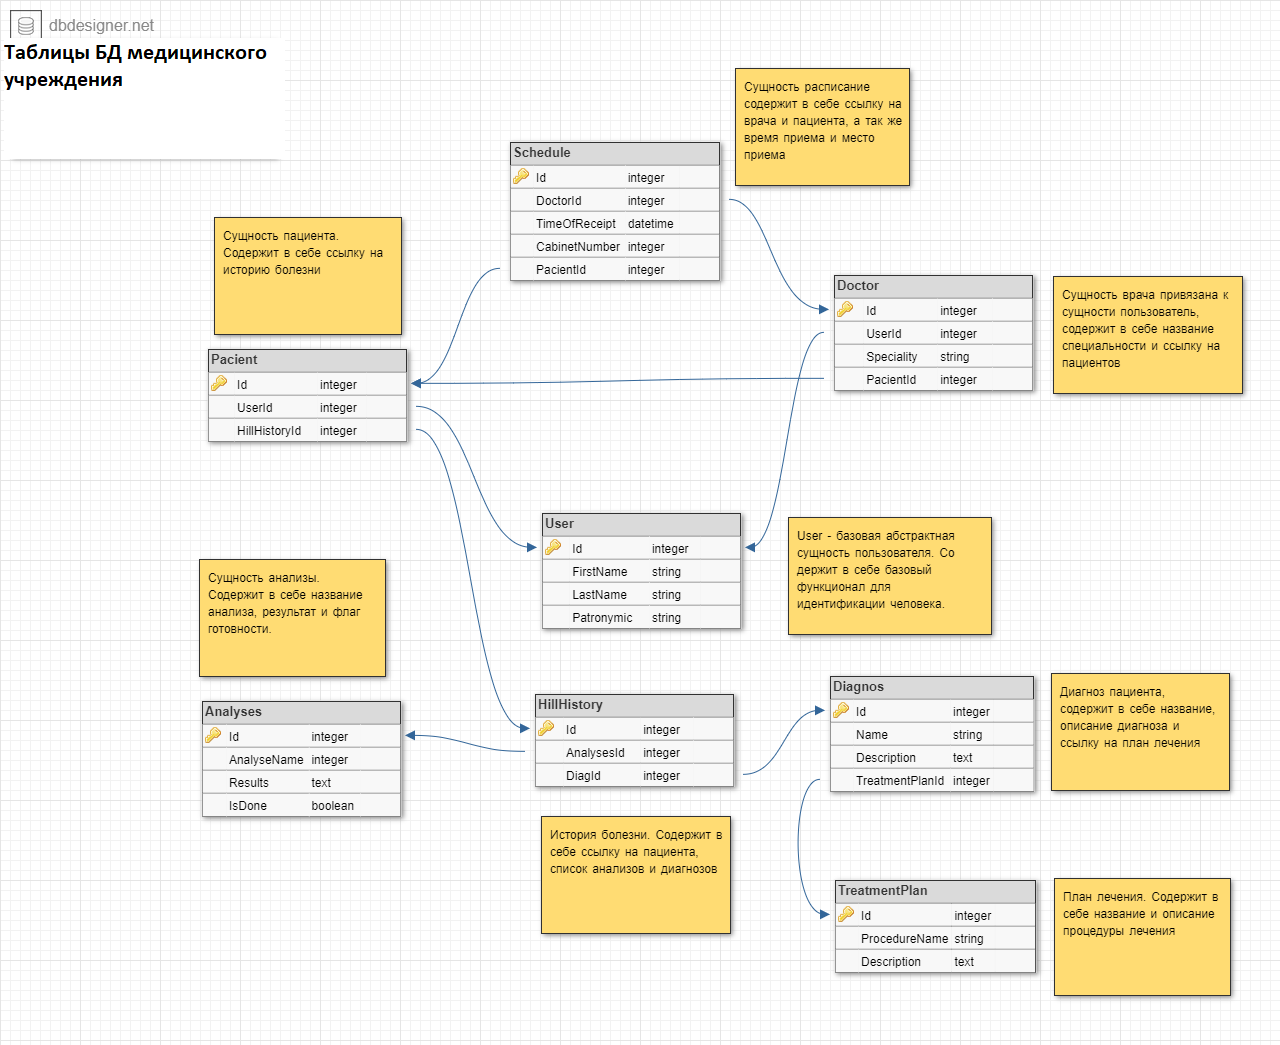 dbdesigner.net
Таблицы БД медицинского
учреждения
Сущность расписание
содержит в себе ссылку на
врача и пациента, а так же
время приема и место
приема
Schedule
Id integer
DoctorId integer
TimeOfReceipt datetime
CabinetNumber integer
PacientId integer
Сущность пациента.
Содержит в себе ссылку на
историю болезни
Doctor
Id integer
UserId integer
Speciality string
PacientId integer
Сущность врача привязана к
сущности пользователь,
содержит в себе название
специальности и ссылку на
пациентов
Pacient
Id integer
UserId integer
HillHistoryId integer
User
Id integer
FirstName string
LastName string
Patronymic string
User - базовая абстрактная
сущность пользователя. Со
держит в себе базовый
функционал для
идентификации человека.
Сущность анализы.
Содержит в себе название
анализа, результат и флаг
готовности.
Analyses
Id integer
AnalyseName integer
Results text
IsDone boolean
HillHistory
Id integer
AnalysesId integer
DiagId integer
Diagnos
Id integer
Name string
Description text
TreatmentPlanId integer
Диагноз пациента,
содержит в себе название,
описание диагноза и
ссылку на план лечения
История болезни. Содержит в
себе ссылку на пациента,
список анализов и диагнозов
TreatmentPlan
Id integer
ProcedureName string
Description text
План лечения. Содержит в
себе название и описание
процедуры лечения